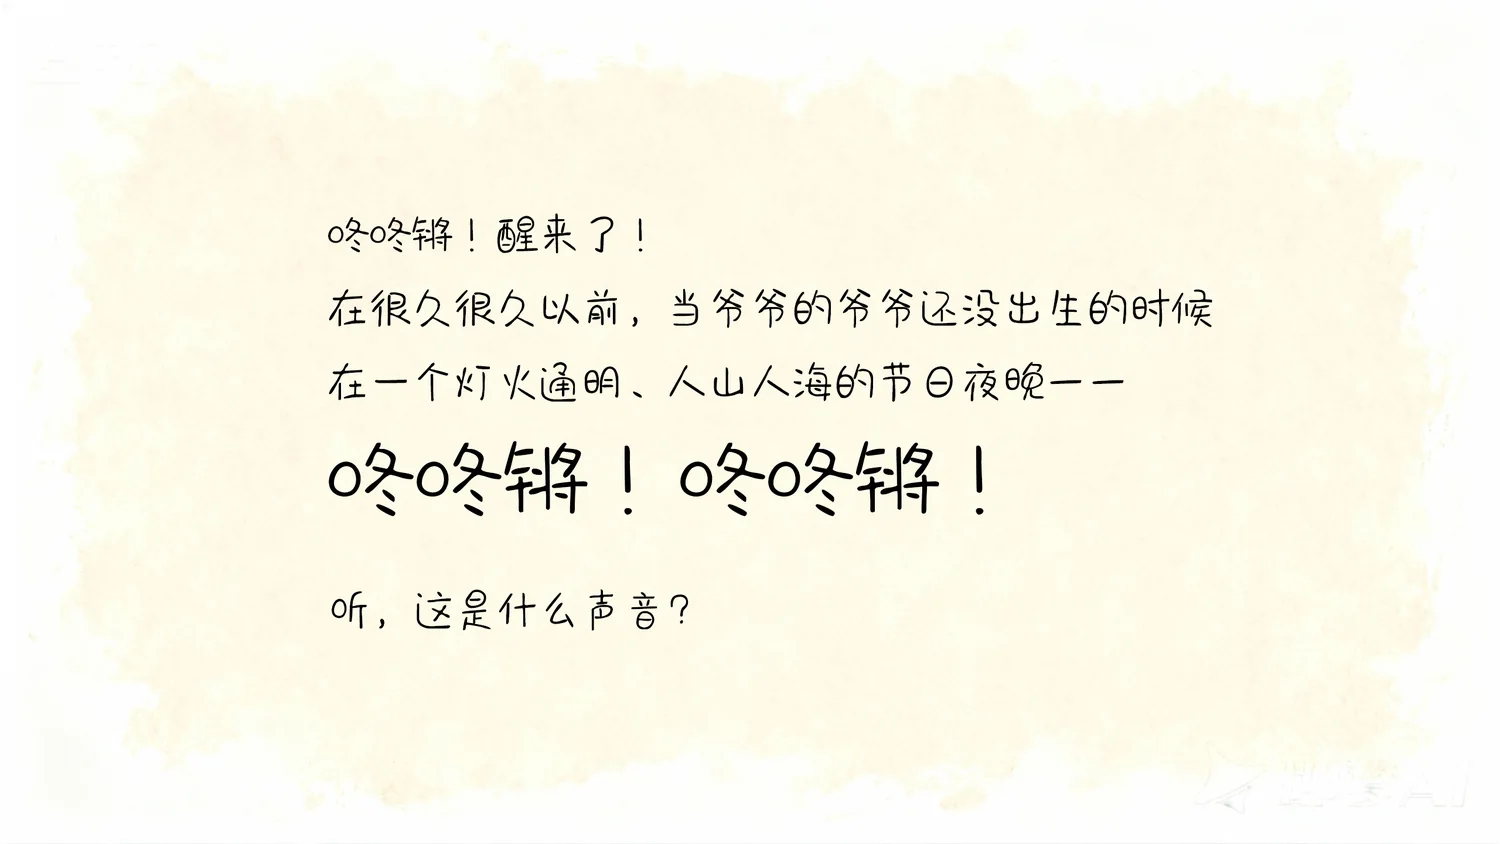 咚咚锵！醒来了！
在很久很久以前，当爷爷的爷爷还没出生的时候
在一个灯火通明、人山人海的节日夜晚——
咚咚锵！咚咚锵！
听，这是什么声音？